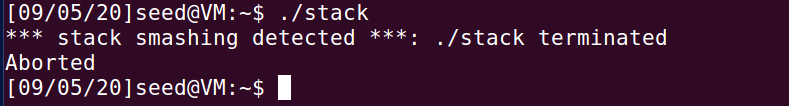 [09/05/20]seed@VM:~$ ./stack
*** stack smashing detected ***: ./stack terminated
Aborted
[09/05/20]seed@VM:~$